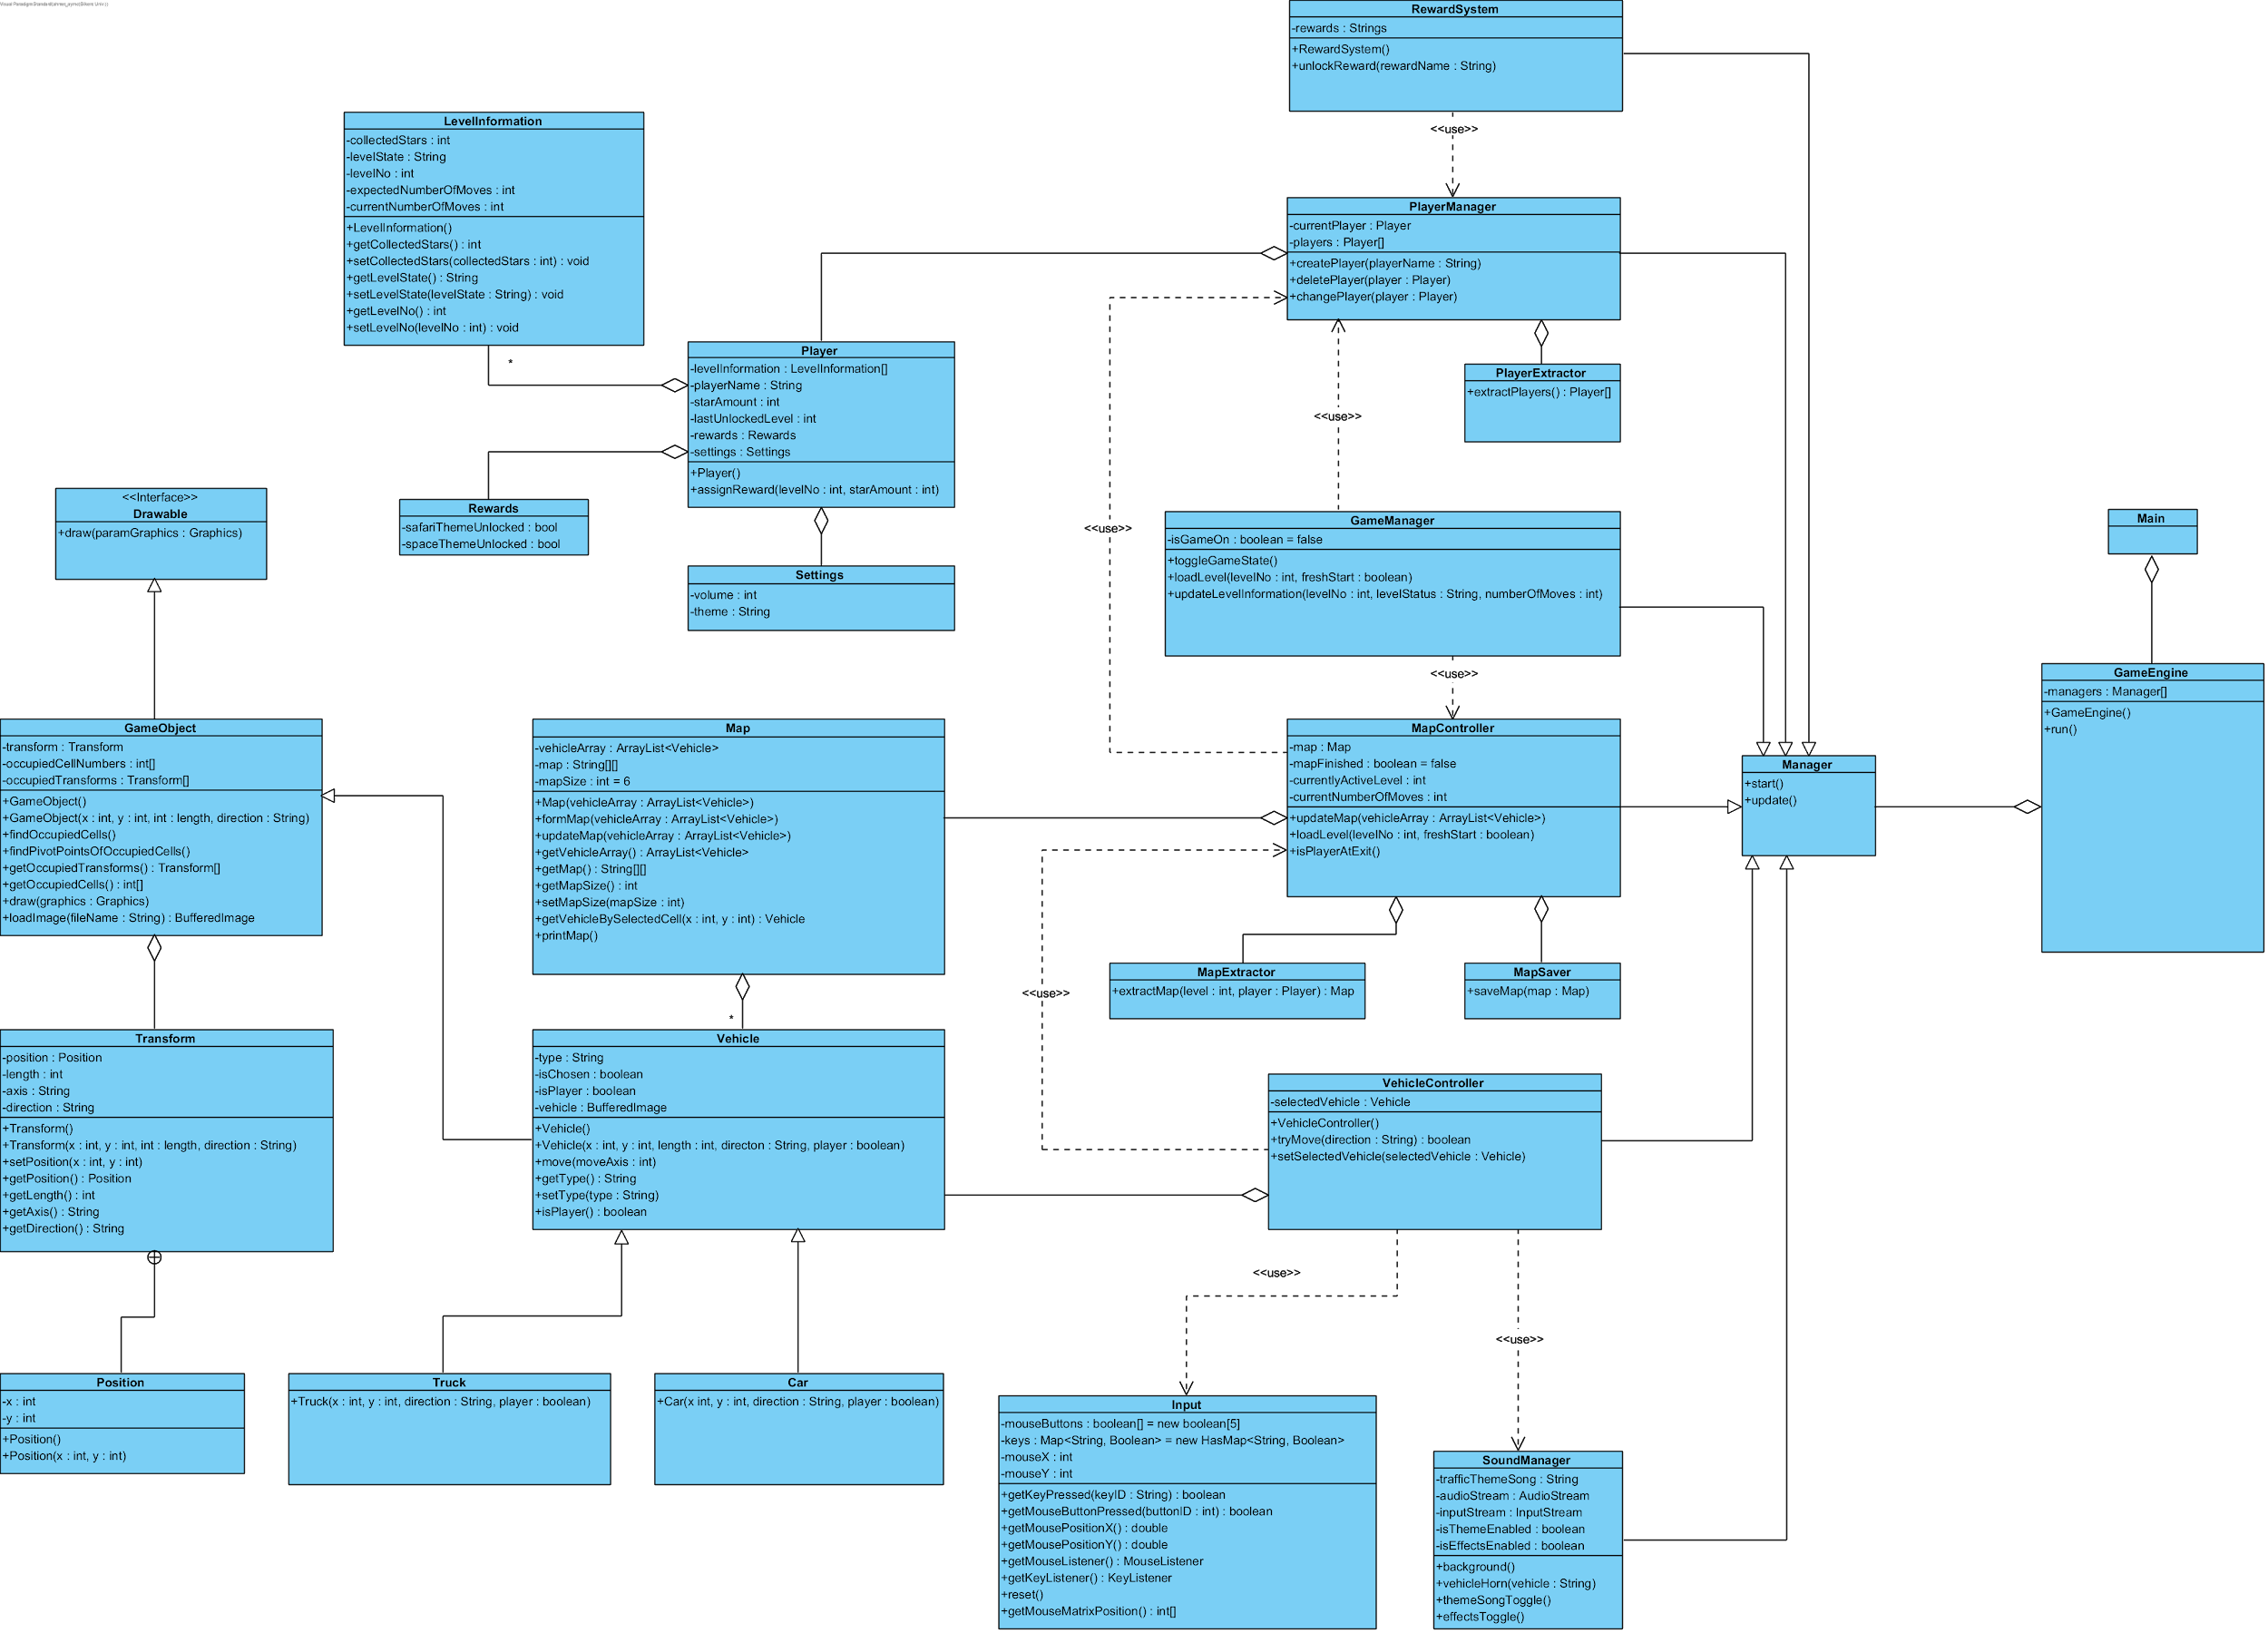 RewardSystem
-rewards : Strings
+RewardSystem()
+unlockReward(rewardName : String)
<<use>>
LevelInformation
-collectedStars : int
-levelState : String
-levelNo : int
-expectedNumberOfMoves : int
-currentNumberOfMoves : int
+LevelInformation()
+getCollectedStars() : int
+setCollectedStars(collectedStars : int) : void
+getLevelState() : String
+setLevelState(levelState : String) : void
+getLevelNo() : int
+setLevelNo(levelNo : int) : void
*
PlayerManager
-currentPlayer : Player
-players : Player[]
+createPlayer(playerName : String)
+deletePlayer(player : Player)
+changePlayer(player : Player)
Player
-levelInformation : LevelInformation[]
-playerName : String
-starAmount : int
-lastUnlockedLevel : int
-rewards : Rewards
-settings : Settings
+Player()
+assignReward(levelNo : int, starAmount : int)
PlayerExtractor
+extractPlayers() : Player[]
<<use>>
<<use>>
Rewards
-safariThemeUnlocked : bool
-spaceThemeUnlocked : bool
Settings
-volume : int
-theme : String
<<Interface>>
Drawable
+draw(paramGraphics : Graphics)
GameManager
-isGameOn : boolean = false
+toggleGameState()
+loadLevel(levelNo : int, freshStart : boolean)
+updateLevelInformation(levelNo : int, levelStatus : String, numberOfMoves : int)
<<use>>
Main
GameEngine
-managers : Manager[]
+GameEngine()
+run()
GameObject
-transform : Transform
-occupiedCellNumbers : int[]
-occupiedTransforms : Transform[]
+GameObject()
+GameObject(x : int, y : int, int : length, direction : String)
+findOccupiedCells()
+findPivotPointsOfOccupiedCells()
+getOccupiedTransforms() : Transform[]
+getOccupiedCells() : int[]
+draw(graphics : Graphics)
+loadImage(fileName : String) : BufferedImage
Map
-vehicleArray : ArrayList<Vehicle>
-map : String[][]
-mapSize : int = 6
+Map(vehicleArray : ArrayList<Vehicle>)
+formMap(vehicleArray : ArrayList<Vehicle>)
+updateMap(vehicleArray : ArrayList<Vehicle>)
+getVehicleArray() : ArrayList<Vehicle>
+getMap() : String[][]
+getMapSize() : int
+setMapSize(mapSize : int)
+getVehicleBySelectedCell(x : int, y : int) : Vehicle
+printMap()
*
MapController
-map : Map
-mapFinished : boolean = false
-currentlyActiveLevel : int
-currentNumberOfMoves : int
+updateMap(vehicleArray : ArrayList<Vehicle>)
+loadLevel(levelNo : int, freshStart : boolean)
+isPlayerAtExit()
Manager
+start()
+update()
MapExtractor
+extractMap(level : int, player : Player) : Map
MapSaver
+saveMap(map : Map)
<<use>>
Transform
-position : Position
-length : int
-axis : String
-direction : String
+Transform()
+Transform(x : int, y : int, int : length, direction : String)
+setPosition(x : int, y : int)
+getPosition() : Position
+getLength() : int
+getAxis() : String
+getDirection() : String
Vehicle
-type : String
-isChosen : boolean
-isPlayer : boolean
-vehicle : BufferedImage
+Vehicle()
+Vehicle(x : int, y : int, length : int, directon : String, player : boolean)
+move(moveAxis : int)
+getType() : String
+setType(type : String)
+isPlayer() : boolean
VehicleController
-selectedVehicle : Vehicle
+VehicleController()
+tryMove(direction : String) : boolean
+setSelectedVehicle(selectedVehicle : Vehicle)
<<use>>
<<use>>
Position
-x : int
-y : int
+Position()
+Position(x : int, y : int)
Truck
+Truck(x : int, y : int, direction : String, player : boolean)
Car
+Car(x int, y : int, direction : String, player : boolean)
Input
-mouseButtons : boolean[] = new boolean[5]
-keys : Map<String, Boolean> = new HasMap<String, Boolean>
-mouseX : int
-mouseY : int
+getKeyPressed(keyID : String) : boolean
+getMouseButtonPressed(buttonID : int) : boolean
+getMousePositionX() : double
+getMousePositionY() : double
+getMouseListener() : MouseListener
+getKeyListener() : KeyListener
+reset()
+getMouseMatrixPosition() : int[]
SoundManager
-trafficThemeSong : String
-audioStream : AudioStream
-inputStream : InputStream
-isThemeEnabled : boolean
-isEffectsEnabled : boolean
+background()
+vehicleHorn(vehicle : String)
+themeSongToggle()
+effectsToggle()